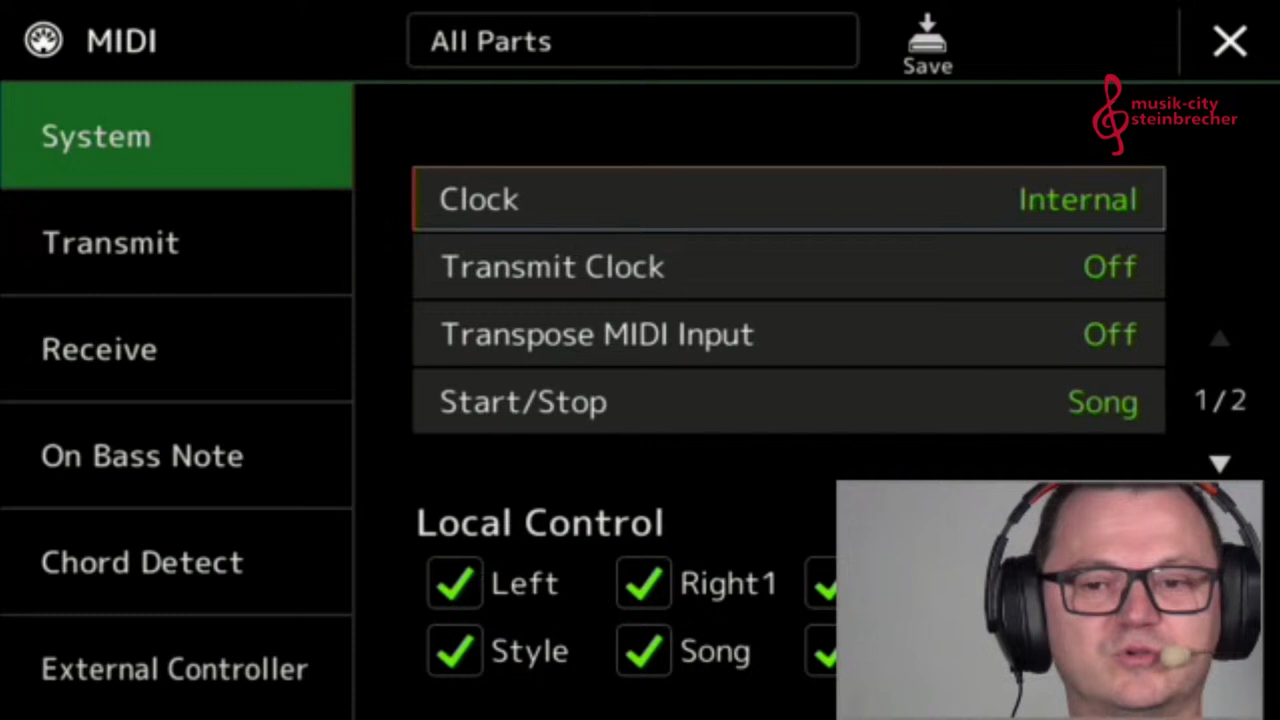 MIDI
All Parts
Save
musik-city
steinbrecher
System
Transmit
Receive
On Bass Note
Chord Detect
External Controller
Clock Internal
Transmit Clock Off
Transpose MIDI Input Off
Start/Stop Song
1/2
Local Control
Left Right1
Style Song